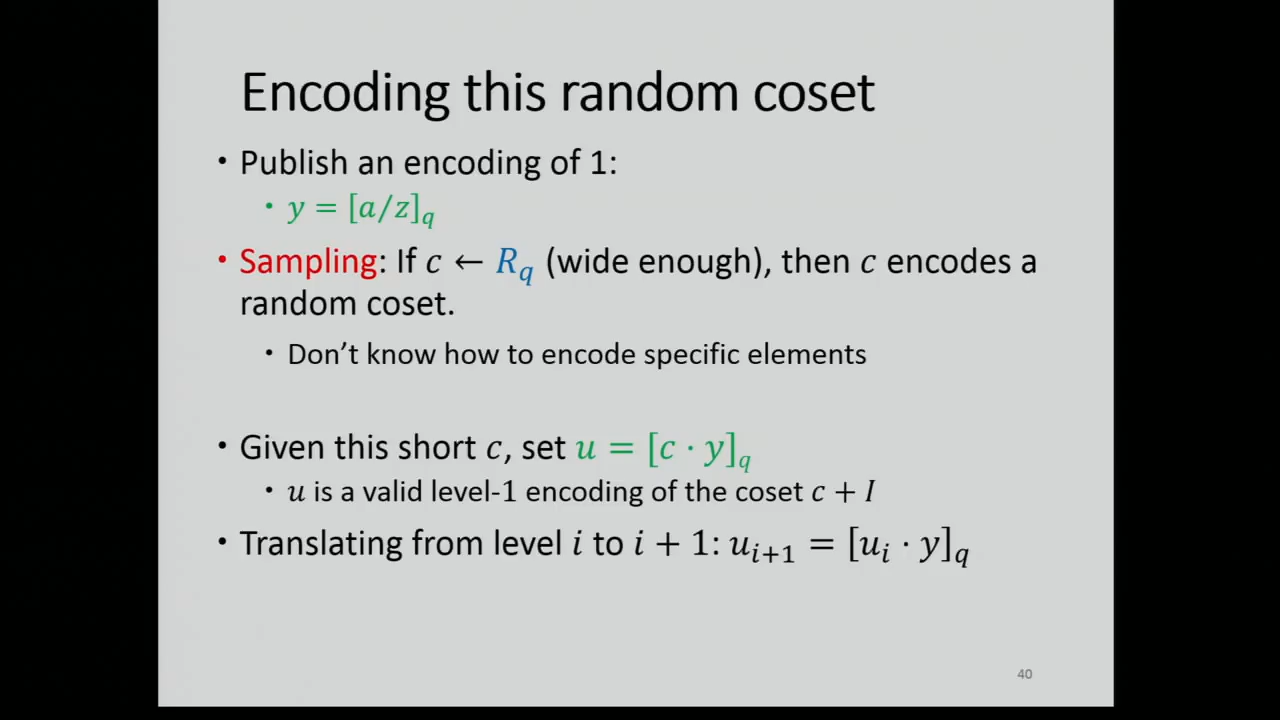 Encoding this random coset
• Publish an encoding of 1:
• y = [a/z]_q
• Sampling: If c ← R_q (wide enough), then c encodes a
random coset.
• Don't know how to encode specific elements
• Given this short c, set u = [c · y]_q
• u is a valid level-1 encoding of the coset c + I
• Translating from level i to i + 1: u_{i+1} = [u_i · y]_q
40